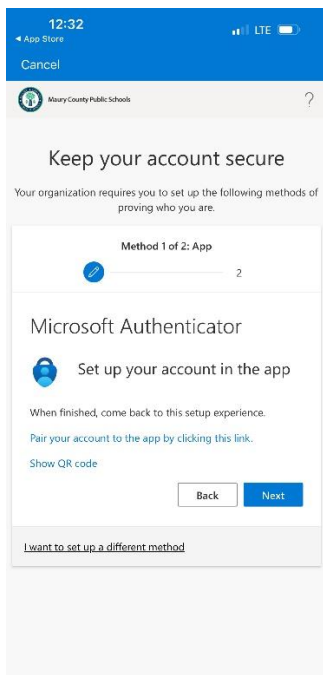 12:32
◀ App Store
LTE
Cancel
Maury County Public Schools
?
Keep your account secure
Your organization requires you to set up the following methods of
proving who you are.
Method 1 of 2: App
2
Microsoft Authenticator
Set up your account in the app
When finished, come back to this setup experience.
Pair your account to the app by clicking this link.
Show QR code
Back
Next
I want to set up a different method